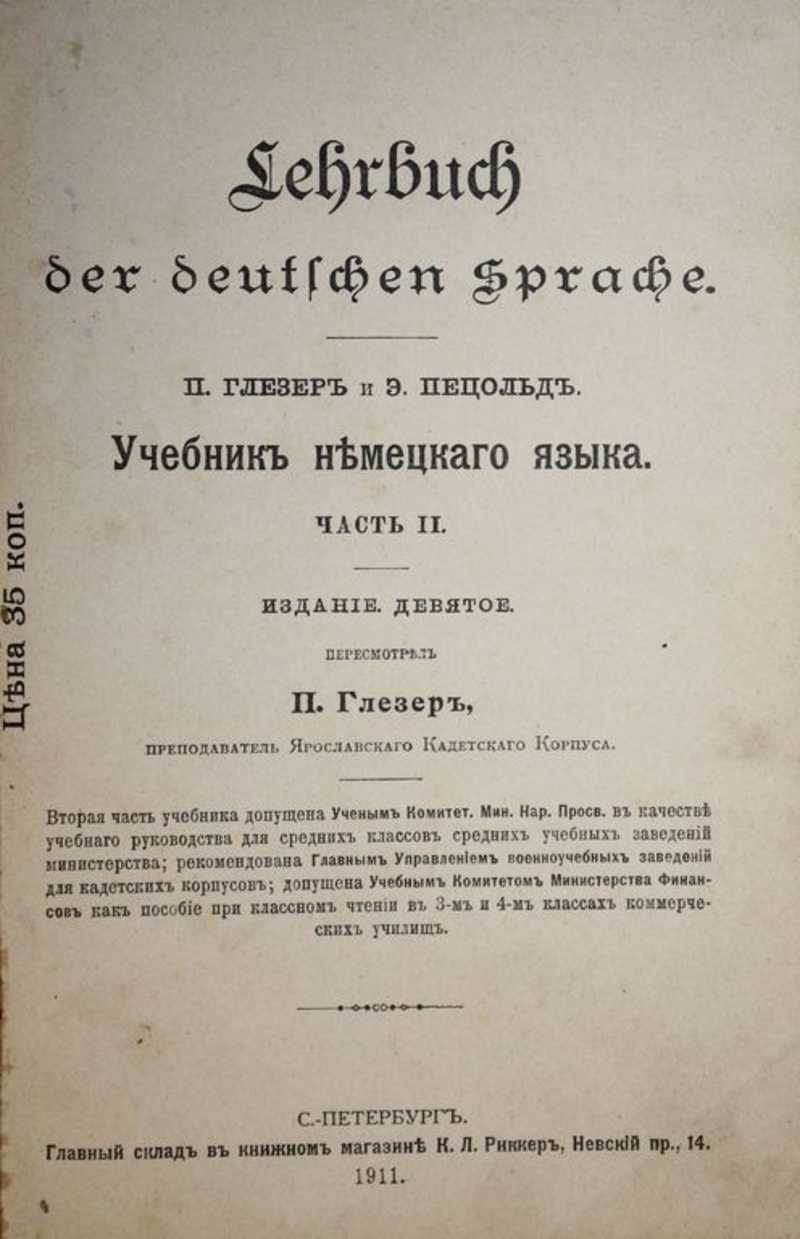 Lehrbuch
der deutschen Sprache.
П. ГЛЕЗЕРЪ и Э. ПЕЦОЛЬДЪ.
Учебникъ нѣмецкаго языка.
ЧАСТЬ II.
ИЗДАНІЕ. ДЕВЯТОЕ.
ПЕРЕСМОТРѢЛЪ
П. Глезеръ,
ПРЕПОДАВАТЕЛЬ ЯРОСЛАВСКАГО КАДЕТСКАГО КОРПУСА.
Вторая часть учебника допущена Ученымъ Комитет. Мин. Нар. Просв. въ качествѣ
учебнаго руководства для среднихъ классовъ среднихъ учебныхъ заведеній
министерства; рекомендована Главнымъ Управленіемъ военноучебныхъ заведеній
для кадетскихъ корпусовъ; допущена Учебнымъ Комитетомъ Министерства Финан-
совъ какъ пособіе при классномъ чтеніи въ 3-мъ и 4-мъ классахъ коммерче-
скихъ училищъ.
С.-ПЕТЕРБУРГЪ.
Главный складъ въ книжномъ магазинѣ К. Л. Риккеръ, Невскій пр., 14.
1911.
Цѣна 85 коп.